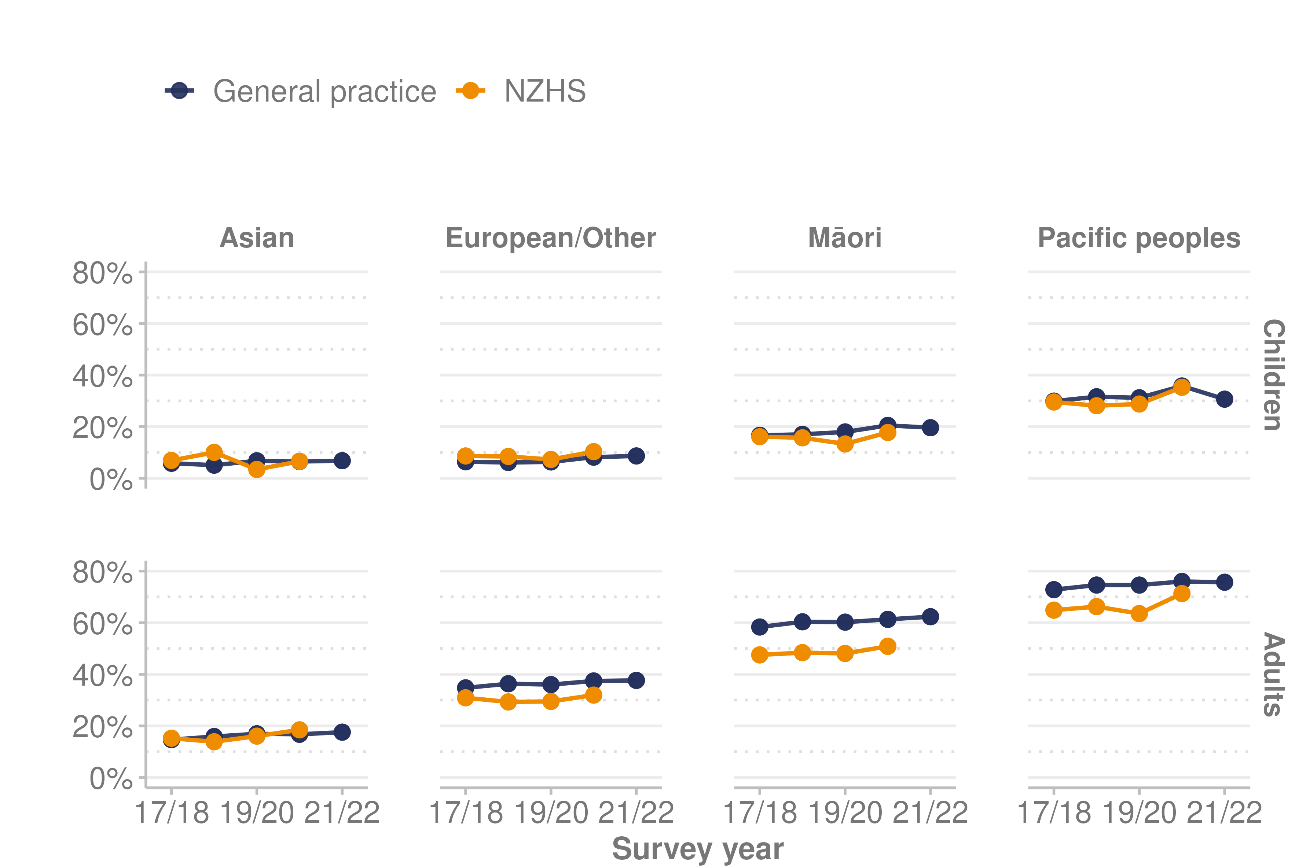 General practice NZHS
Asian European/Other Māori Pacific peoples
80%
60%
40%
20%
0%
Children
80%
60%
40%
20%
0%
Adults
17/18 19/20 21/22 17/18 19/20 21/22 17/18 19/20 21/22 17/18 19/20 21/22
Survey year